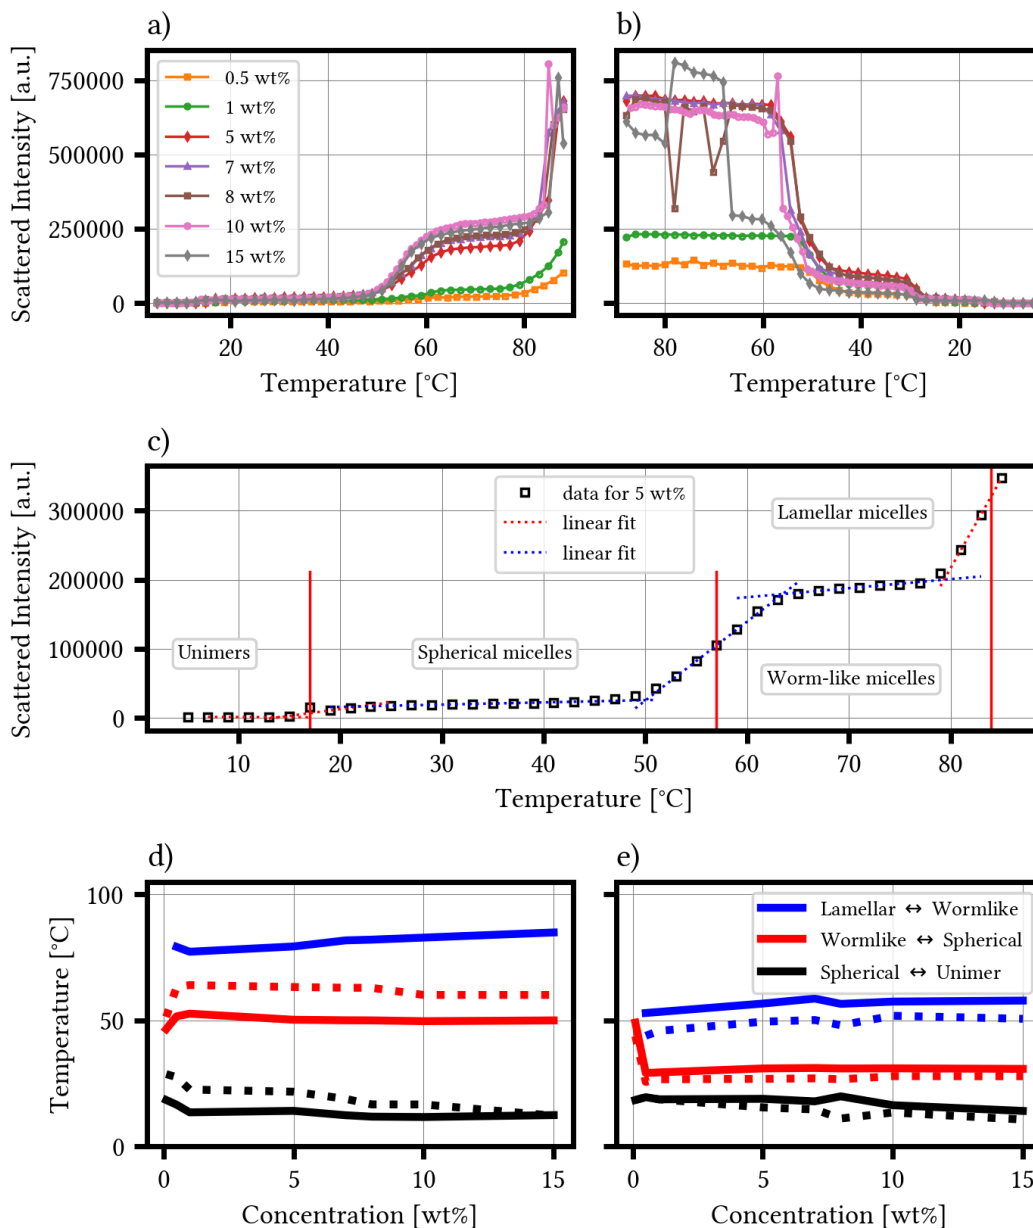 a)
b)
Scattered Intensity [a.u.]
750000
500000
250000
0
0.5 wt%
1 wt%
5 wt%
7 wt%
8 wt%
10 wt%
15 wt%
20 40 60 80
80 60 40 20
Temperature [°C]
Temperature [°C]
c)
Scattered Intensity [a.u.]
300000
200000
100000
0
data for 5 wt%
linear fit
linear fit
Lamellar micelles
Unimers
Spherical micelles
Worm-like micelles
10 20 30 40 50 60 70 80
Temperature [°C]
d)
e)
Temperature [°C]
100
50
0
Lamellar ↔ Wormlike
Wormlike ↔ Spherical
Spherical ↔ Unimer
0 5 10 15
0 5 10 15
Concentration [wt%]
Concentration [wt%]